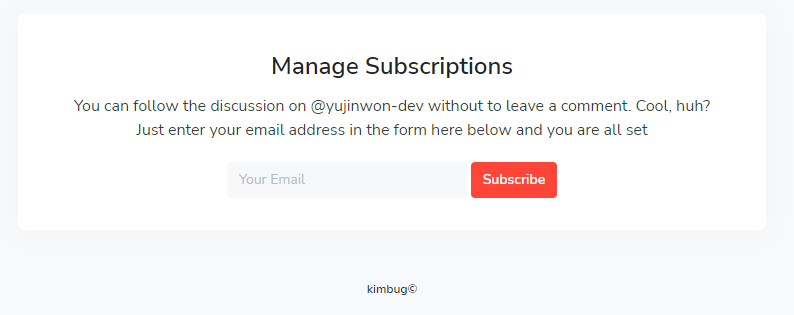 Manage Subscriptions
You can follow the discussion on @yujinwon-dev without to leave a comment. Cool, huh?
Just enter your email address in the form here below and you are all set
Your Email Subscribe
kimbug©